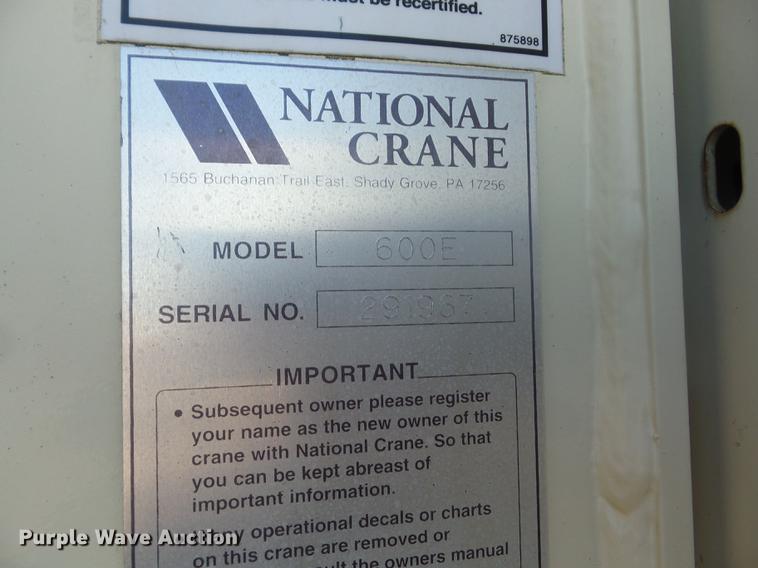 must be recertified.
875898
NATIONAL
CRANE
1565 Buchanan Trail East, Shady Grove, PA 17256
MODEL 600E
SERIAL NO. 291967
IMPORTANT
• Subsequent owner please register
your name as the new owner of this
crane with National Crane. So that
you can be kept abreast of
important information.
any operational decals or charts
on this crane are removed or
the owners manual
Purple Wave Auction